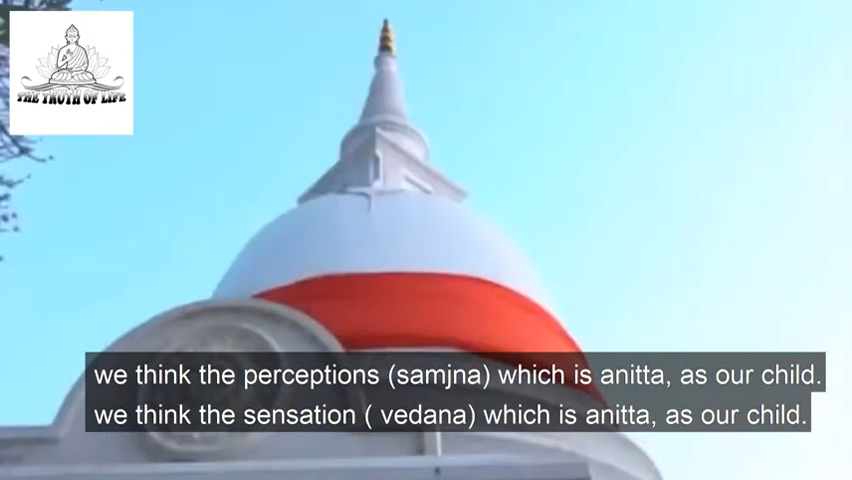 THE TRUTH OF LIFE
we think the perceptions (samjna) which is anitta, as our child.
we think the sensation ( vedana) which is anitta, as our child.